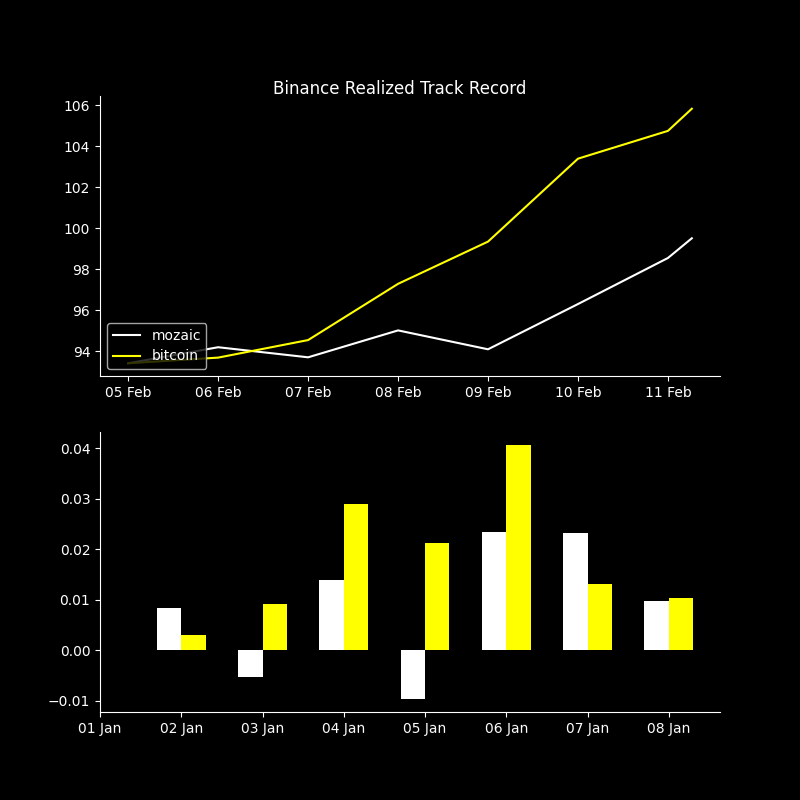 Binance Realized Track Record
106
104
102
100
98
96
94
mozaic
bitcoin
05 Feb 06 Feb 07 Feb 08 Feb 09 Feb 10 Feb 11 Feb
0.04
0.03
0.02
0.01
0.00
−0.01
01 Jan 02 Jan 03 Jan 04 Jan 05 Jan 06 Jan 07 Jan 08 Jan